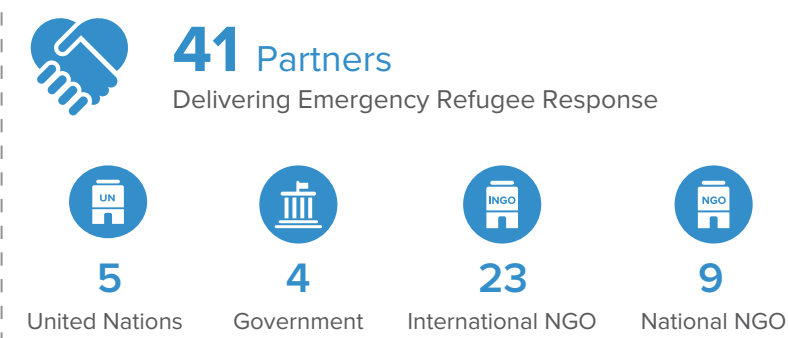 41 Partners
Delivering Emergency Refugee Response
UN
INGO
NGO
5
4
23
9
United Nations
Government
International NGO
National NGO